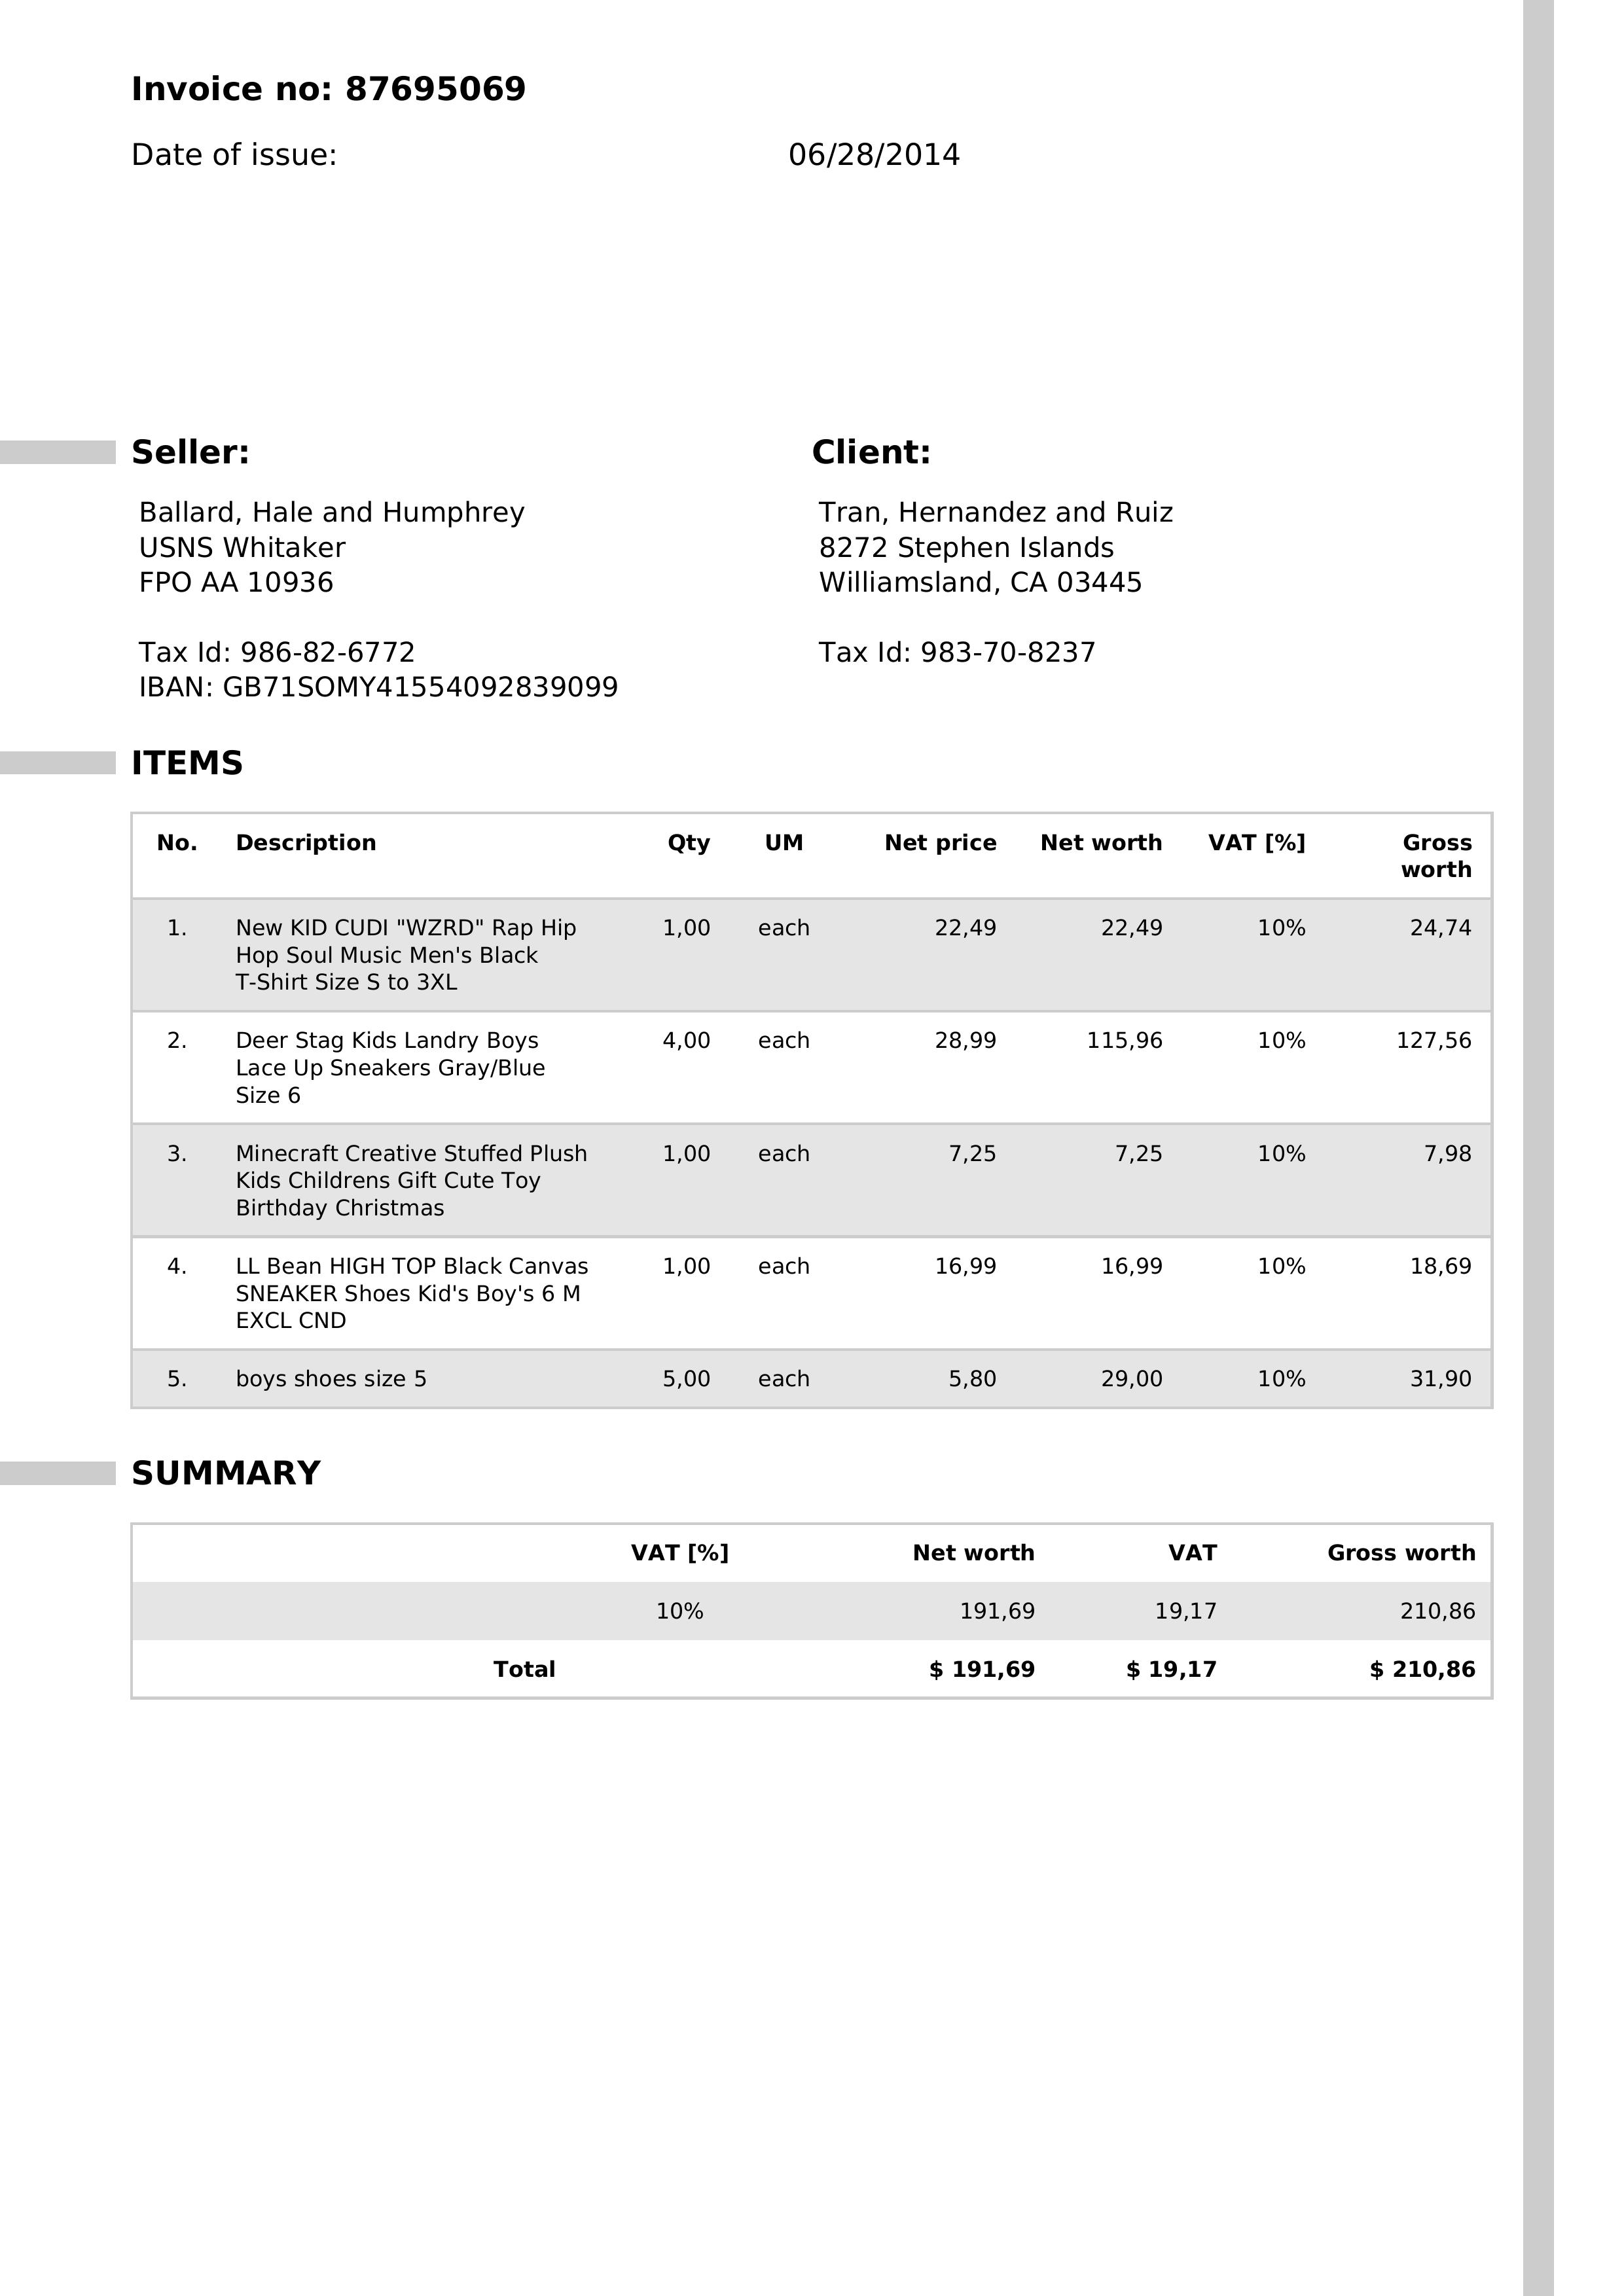 Invoice no: 87695069
Date of issue: 06/28/2014
Seller:
Ballard, Hale and Humphrey
USNS Whitaker
FPO AA 10936
Tax Id: 986-82-6772
IBAN: GB71SOMY41554092839099
Client:
Tran, Hernandez and Ruiz
8272 Stephen Islands
Williamsland, CA 03445
Tax Id: 983-70-8237
ITEMS
No. Description Qty UM Net price Net worth VAT [%] Gross
worth
1. New KID CUDI "WZRD" Rap Hip 1,00 each 22,49 22,49 10% 24,74
Hop Soul Music Men's Black
T-Shirt Size S to 3XL
2. Deer Stag Kids Landry Boys 4,00 each 28,99 115,96 10% 127,56
Lace Up Sneakers Gray/Blue
Size 6
3. Minecraft Creative Stuffed Plush 1,00 each 7,25 7,25 10% 7,98
Kids Childrens Gift Cute Toy
Birthday Christmas
4. LL Bean HIGH TOP Black Canvas 1,00 each 16,99 16,99 10% 18,69
SNEAKER Shoes Kid's Boy's 6 M
EXCL CND
5. boys shoes size 5 5,00 each 5,80 29,00 10% 31,90
SUMMARY
VAT [%] Net worth VAT Gross worth
10% 191,69 19,17 210,86
Total $ 191,69 $ 19,17 $ 210,86